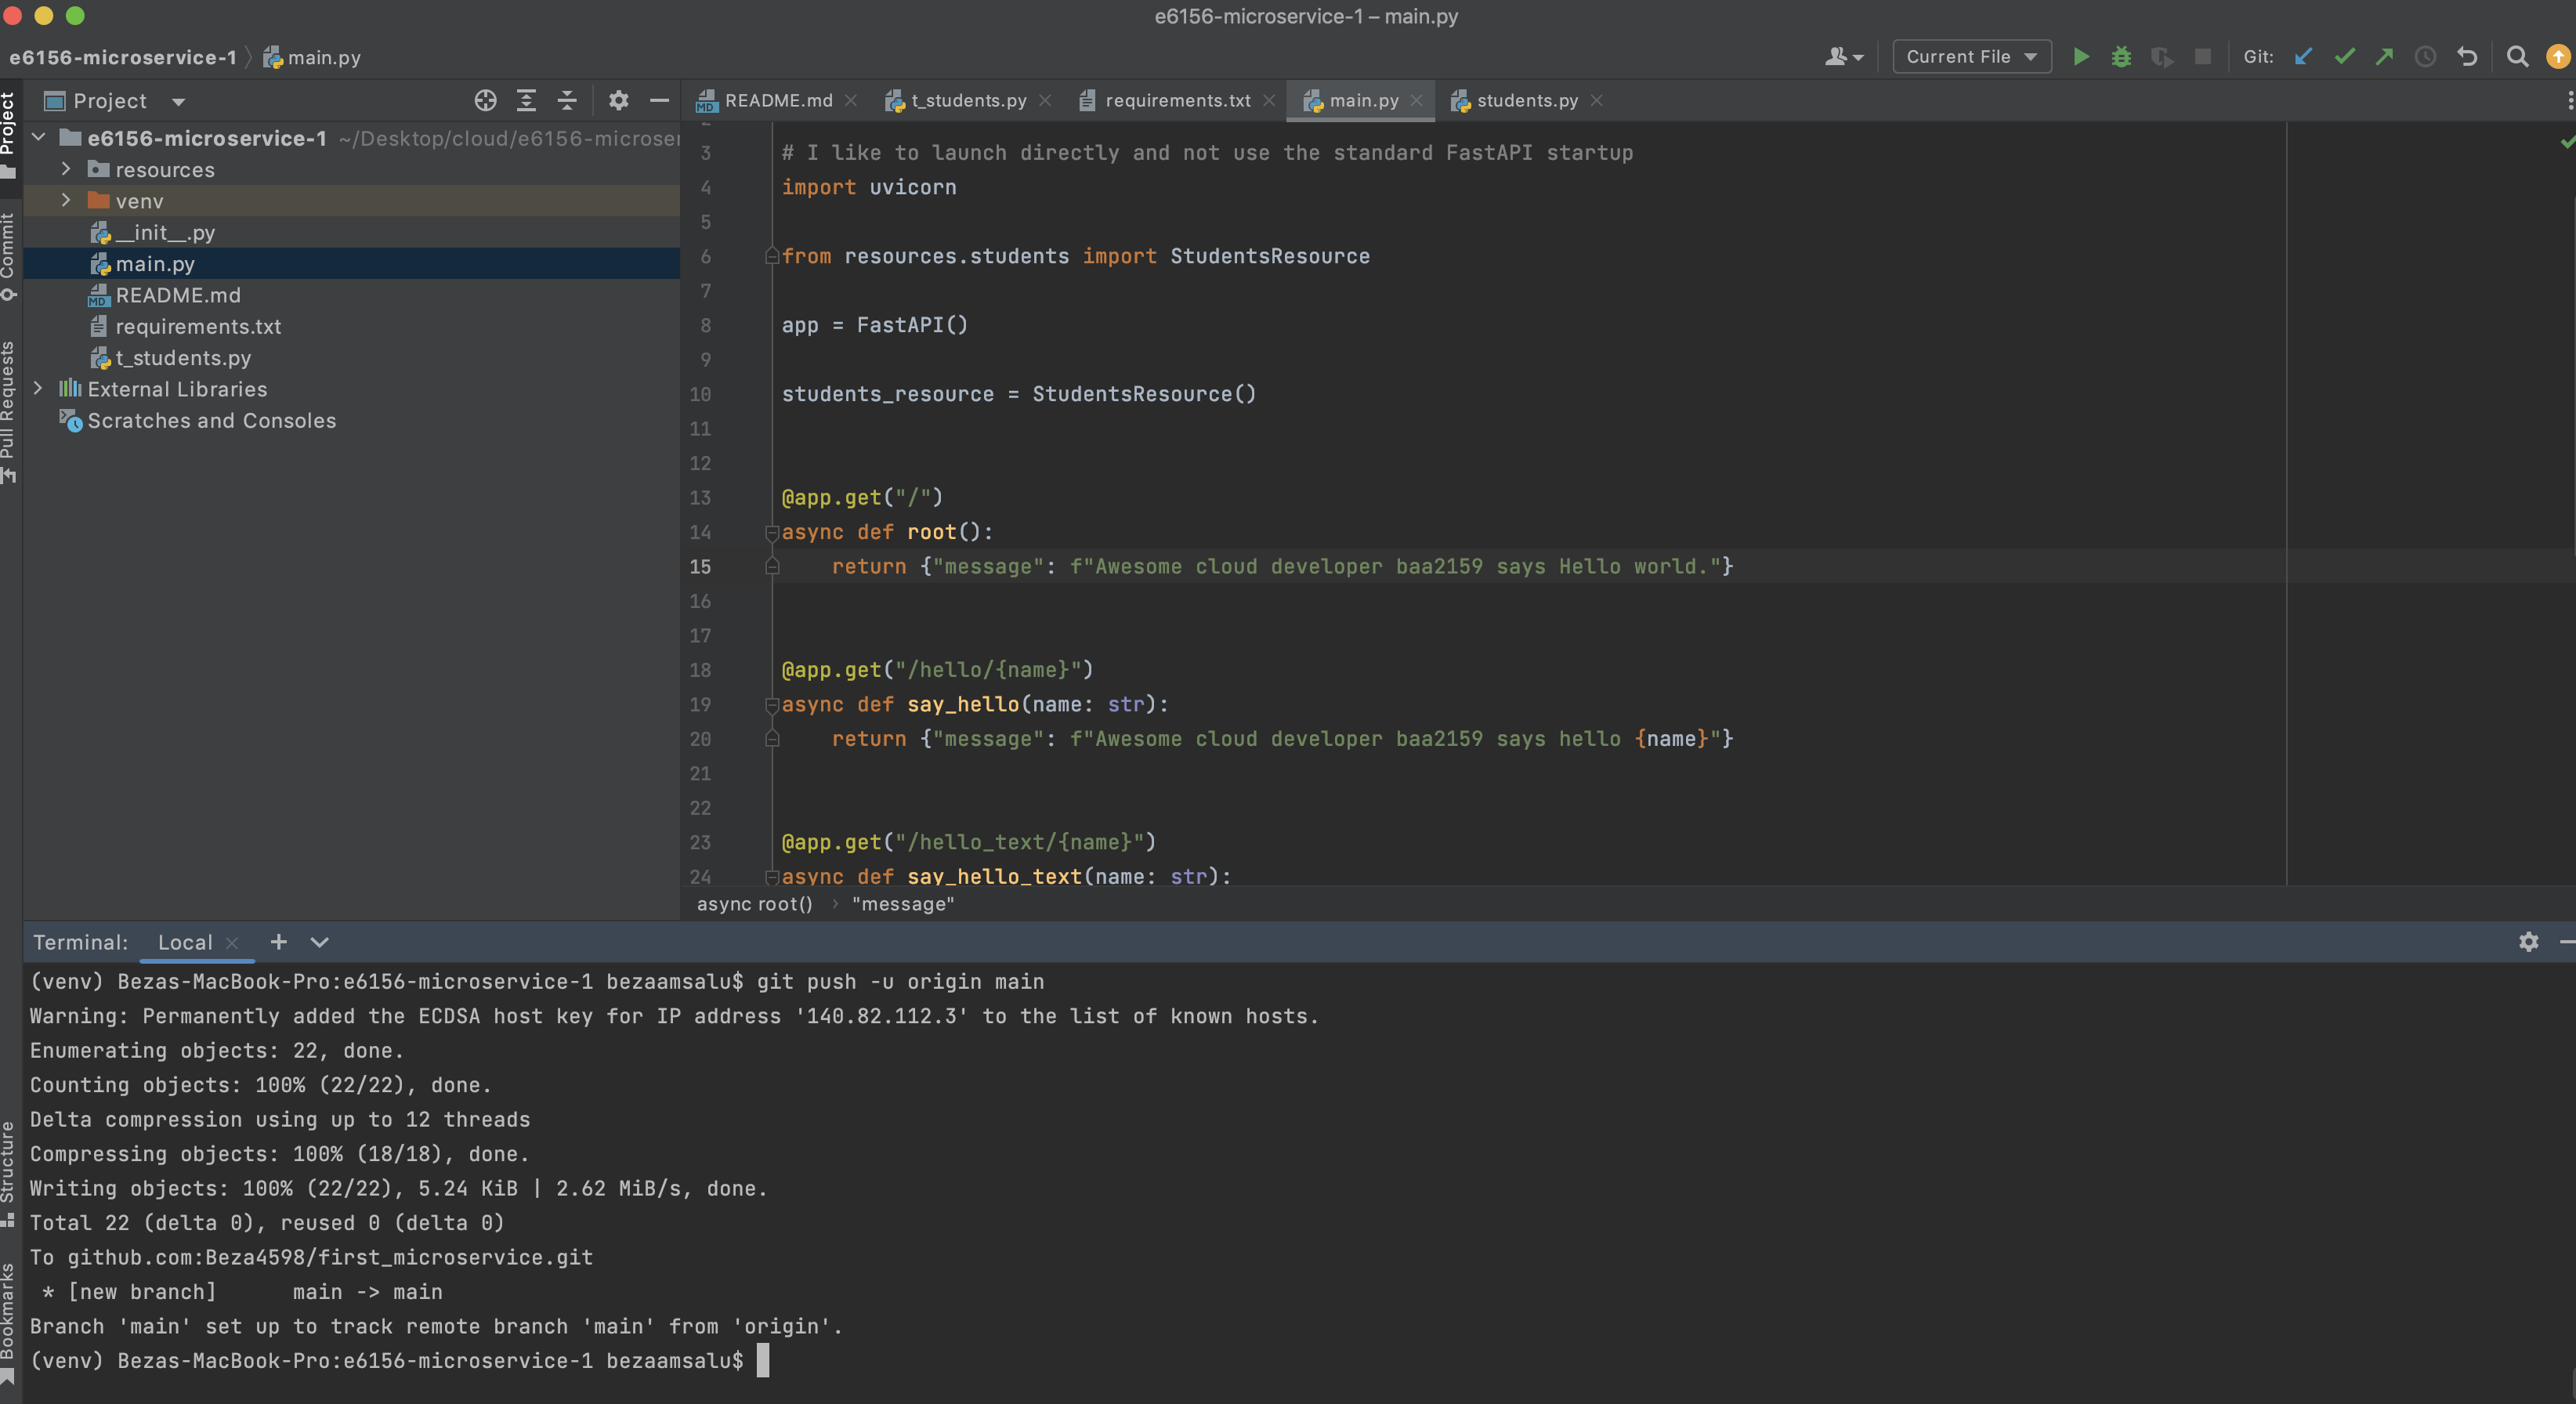 e6156-microservice-1 – main.py
e6156-microservice-1 main.py
Current File
Git:
Project
Commit
Pull Requests
Structure
Bookmarks
Project
e6156-microservice-1 ~/Desktop/cloud/e6156-microser
resources
venv
__init__.py
main.py
README.md
requirements.txt
t_students.py
External Libraries
Scratches and Consoles
README.md t_students.py requirements.txt main.py students.py
3 # I like to launch directly and not use the standard FastAPI startup
4 import uvicorn
5
6 from resources.students import StudentsResource
7
8 app = FastAPI()
9
10 students_resource = StudentsResource()
11
12
13 @app.get("/")
14 async def root():
15 return {"message": f"Awesome cloud developer baa2159 says Hello world."}
16
17
18 @app.get("/hello/{name}")
19 async def say_hello(name: str):
20 return {"message": f"Awesome cloud developer baa2159 says hello {name}"}
21
22
23 @app.get("/hello_text/{name}")
24 async def say_hello_text(name: str):
async root() › "message"
Terminal: Local
(venv) Bezas-MacBook-Pro:e6156-microservice-1 bezaamsalu$ git push -u origin main
Warning: Permanently added the ECDSA host key for IP address '140.82.112.3' to the list of known hosts.
Enumerating objects: 22, done.
Counting objects: 100% (22/22), done.
Delta compression using up to 12 threads
Compressing objects: 100% (18/18), done.
Writing objects: 100% (22/22), 5.24 KiB | 2.62 MiB/s, done.
Total 22 (delta 0), reused 0 (delta 0)
To github.com:Beza4598/first_microservice.git
* [new branch] main -> main
Branch 'main' set up to track remote branch 'main' from 'origin'.
(venv) Bezas-MacBook-Pro:e6156-microservice-1 bezaamsalu$